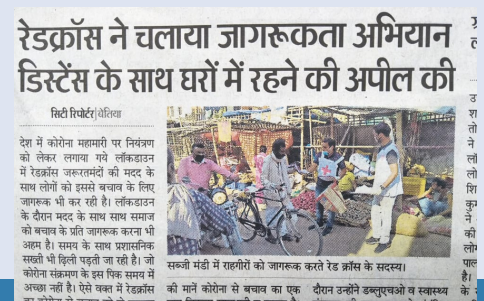 रेडक्रॉस ने चलाया जागरूकता अभियान
डिस्टेंस के साथ घरों में रहने की अपील की
सिटी रिपोर्टर|बेतिया
देश में कोरोना महामारी पर नियंत्रण
को लेकर लगाया गये लॉकडाउन
में रेडक्रॉस जरूरतमंदों की मदद के
साथ लोगों को इससे बचाव के लिए
जागरूक भी कर रही है। लॉकडाउन
के दौरान मदद के साथ साथ समाज
को बचाव के प्रति जागरूक करना भी
अहम है। समय के साथ प्रशासनिक
सख्ती भी ढ़िली पड़ती जा रही है। जो
कोरोना संक्रमण के इस पिक समय में
अच्छा नहीं है। ऐसे वक्त में रेडक्रॉस
सब्जी मंडी में राहगीरों को जागरूक करते रेड क्रॉस के सदस्य।
की मानें कोरोना से बचाव का एक
दौरान उन्होंने डब्लूएचओ व स्वास्थ्य